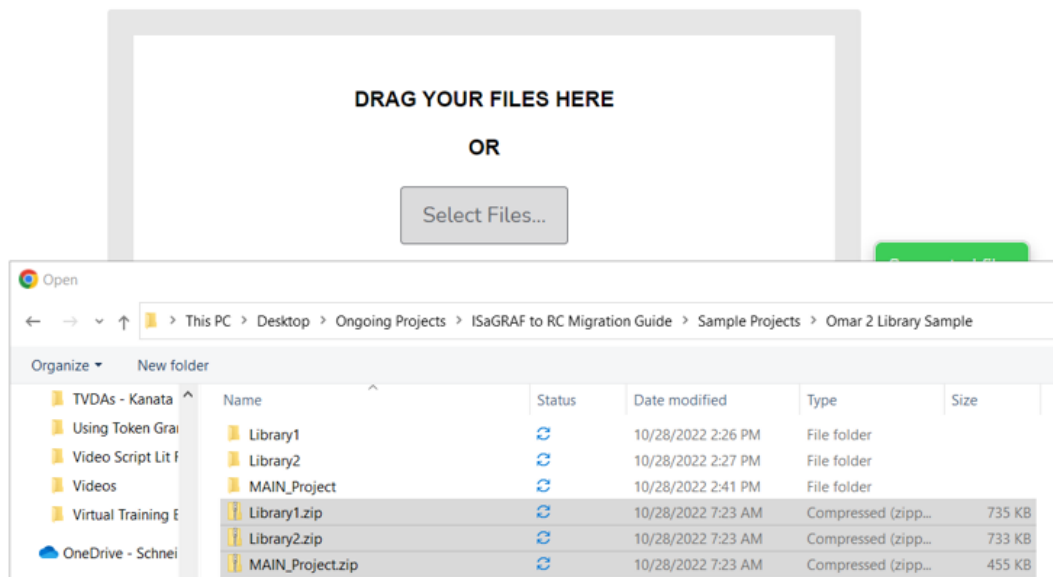 DRAG YOUR FILES HERE
OR
Select Files...
Open
This PC > Desktop > Ongoing Projects > ISaGRAF to RC Migration Guide > Sample Projects > Omar 2 Library Sample
Organize New folder
TVDAs - Kanata
Using Token Gra
Video Script Lit
Videos
Virtual Training
OneDrive - Schnei
Name Status Date modified Type Size
Library1 10/28/2022 2:26 PM File folder
Library2 10/28/2022 2:27 PM File folder
MAIN_Project 10/28/2022 2:41 PM File folder
Library1.zip 10/28/2022 7:23 AM Compressed (zipp... 735 KB
Library2.zip 10/28/2022 7:23 AM Compressed (zipp... 733 KB
MAIN_Project.zip 10/28/2022 7:23 AM Compressed (zipp... 455 KB